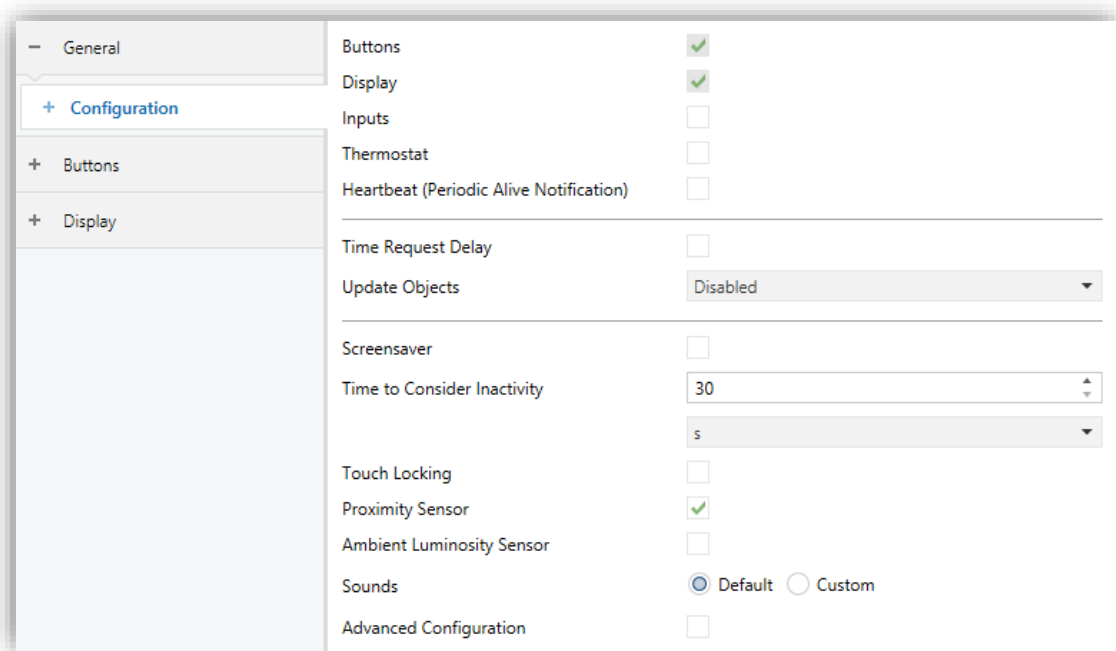 General
Configuration
Buttons
Display
Buttons
Display
Inputs
Thermostat
Heartbeat (Periodic Alive Notification)
Time Request Delay
Update Objects Disabled
Screensaver
Time to Consider Inactivity 30
s
Touch Locking
Proximity Sensor
Ambient Luminosity Sensor
Sounds Default Custom
Advanced Configuration